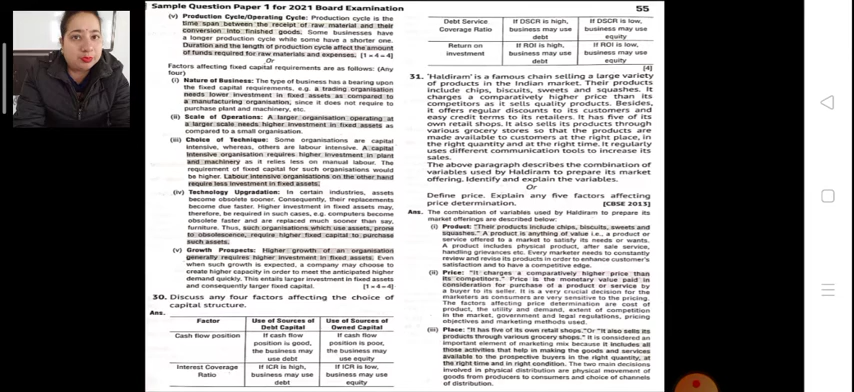 Sample Question Paper 1 for 2021 Board Examination
55
(v) Production Cycle/Operating Cycle: Production cycle is the
time span between the receipt of raw material and their
conversion into finished goods. Some businesses have
a longer production cycle while some have a shorter one.
Duration and the length of production cycle affect the amount
of funds required for raw materials and expenses. [1×4=4]
Or
Factors affecting fixed capital requirements are as follows: (Any
four)
(i) Nature of Business: The type of business has a bearing upon
the fixed capital requirements, e.g. a trading organisation
needs lower investment in fixed assets as compared to
a manufacturing organisation, since it does not require to
purchase plant and machinery, etc.
(ii) Scale of Operations: A larger organisation operating at
a larger scale needs higher investment in fixed assets as
compared to a small organisation.
(iii) Choice of Technique: Some organisations are capital
intensive, whereas, others are labour intensive. A capital
intensive organisation requires higher investment in plant
and machinery as it relies less on manual labour. The
requirement of fixed capital for such organisations would
be higher. Labour intensive organisations on the other hand
require less investment in fixed assets.
(iv) Technology Upgradation: In certain industries, assets
become obsolete sooner. Consequently, their replacements
become due faster. Higher investment in fixed assets may,
therefore, be required in such cases, e.g. computers become
obsolete faster and are replaced much sooner than say,
furniture. Thus, such organisations which use assets, prone
to obsolescence, require higher fixed capital to purchase
such assets.
(v) Growth Prospects: Higher growth of an organisation
generally requires higher investment in fixed assets. Even
when such growth is expected, a company may choose to
create higher capacity in order to meet the anticipated higher
demand quickly. This entails larger investment in fixed assets
and consequently larger fixed capital. [1×4=4]
30. Discuss any four factors affecting the choice of
capital structure.
Ans.
Factor Use of Sources of Use of Sources of
Debt Capital Owned Capital
Cash flow position If cash flow If cash flow
position is good, position is poor,
the business may the business may
use debt use equity
Interest Coverage If ICR is high, If ICR is low,
Ratio business may use business may use
debt equity
Debt Service If DSCR is high, If DSCR is low,
Coverage Ratio business may use business may use
debt equity
Return on If ROI is high, If ROI is low,
investment business may use business may use
debt equity
[4]
31. 'Haldiram' is a famous chain selling a large variety
of products in the Indian market. Their products
include chips, biscuits, sweets and squashes. It
charges a comparatively higher price than its
competitors as it sells quality products. Besides,
it offers regular discounts to its customers and
easy credit terms to its retailers. It has five of its
own retail shops. It also sells its products through
various grocery stores so that the products are
made available to customers at the right place, in
the right quantity and at the right time. It regularly
uses different communication tools to increase its
sales.
The above paragraph describes the combination of
variables used by Haldiram to prepare its market
offering. Identify and explain the variables.
Or
Define price. Explain any five factors affecting
price determination. [CBSE 2013]
Ans. The combination of variables used by Haldiram to prepare its
market offerings are described below:
(i) Product: "Their products include chips, biscuits, sweets and
squashes." A product is anything of value i.e., a product or
service offered to a market to satisfy its needs or wants.
A product includes physical product, after sale service,
handling grievances etc. Every marketer needs to constantly
review and revise its products in order to enhance customer's
satisfaction and to have a competitive edge.
(ii) Price: "It charges a comparatively higher price than
its competitors." Price is the monetary value paid in
consideration for purchase of a product or service by
a buyer to its seller. It is a very crucial decision for the
marketers as consumers are very sensitive to the pricing.
The factors affecting price determination are cost of
product, the utility and demand, extent of competition
in the market, government and legal regulations, pricing
objectives and marketing methods used.
(iii) Place: "It has five of its own retail shops."Or "It also sells its
products through various grocery shops." It is considered an
important element of marketing mix because it includes all
those activities that help in making the goods and services
available to the prospective buyers in the right quantity, at
the right time and in right condition. The two main decisions
involved in physical distribution are physical movement of
goods from producers to consumers and choice of channels
of distribution.